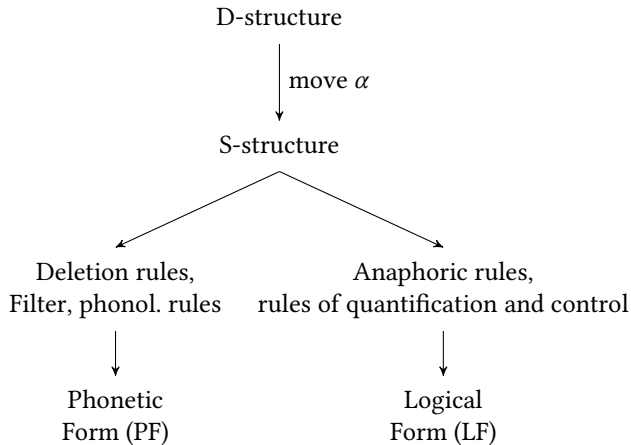 D-structure
move α
S-structure
Deletion rules,
Filter, phonol. rules
Anaphoric rules,
rules of quantification and control
Phonetic
Form (PF)
Logical
Form (LF)